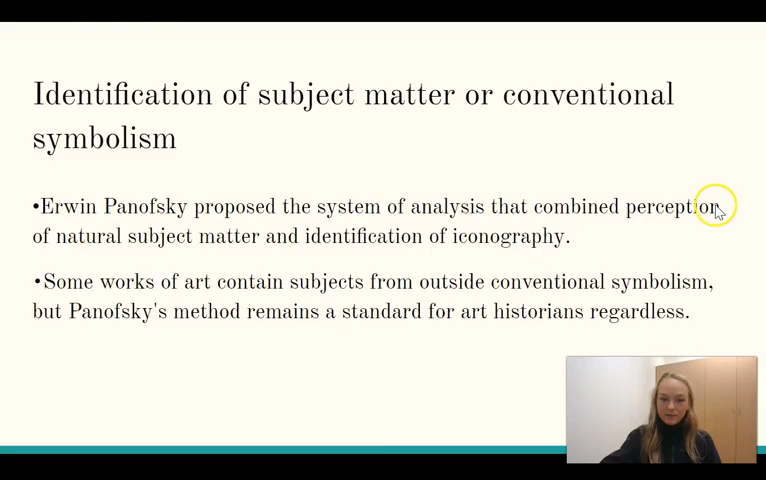 Identification of subject matter or conventional
symbolism
•Erwin Panofsky proposed the system of analysis that combined perception
of natural subject matter and identification of iconography.
•Some works of art contain subjects from outside conventional symbolism,
but Panofsky's method remains a standard for art historians regardless.